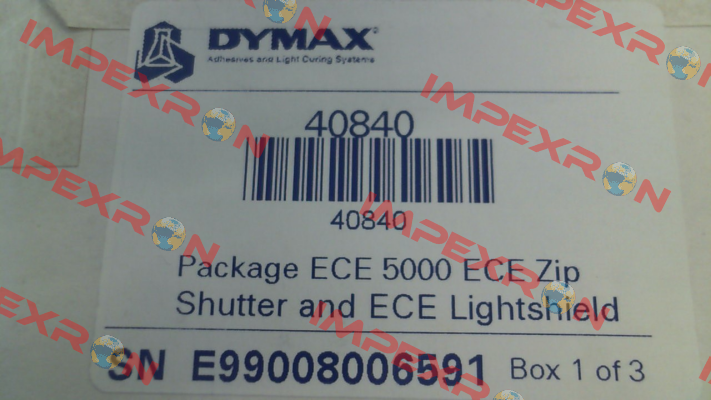 DYMAX®
Adhesives and Light Curing Systems
40840
40840
Package ECE 5000 ECE Zip
Shutter and ECE Lightshield
SN E99008006591 Box 1 of 3
IMPEXRON
IMPEXRON
IMPEXRON
IMPEXRON
IMPEXRON
IMPEXRON